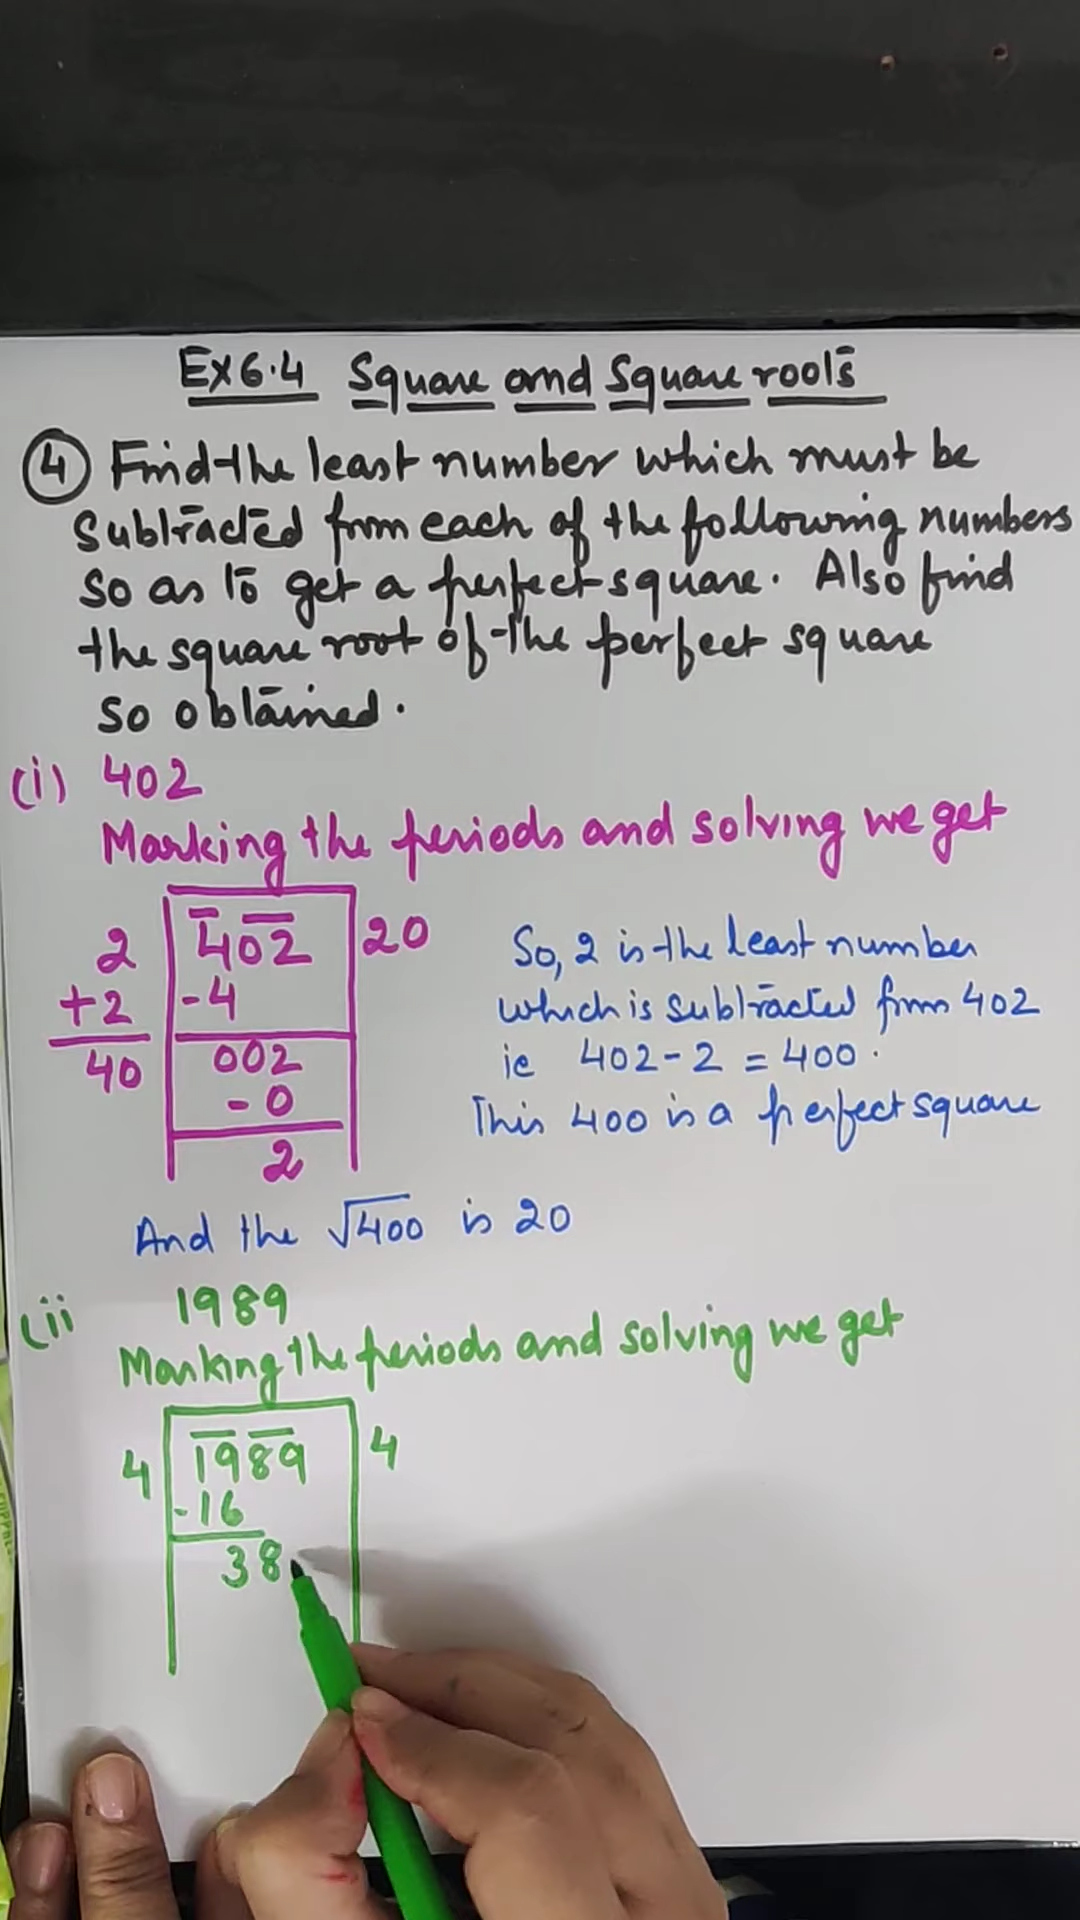 Ex 6.4 Square and Square roots
4 Find the least number which must be
Subtracted from each of the following numbers
so as to get a perfect square. Also find
the square root of the perfect square
so obtained.
(i) 402
Marking the periods and solving we get
2 402 20
+2 -4
40 002
-0
2
So, 2 is the least number
which is subtracted from 402
ie 402-2 = 400.
This 400 is a perfect square
And the √400 is 20
(ii 1989
Marking the periods and solving we get
4 1989 4
-16
38